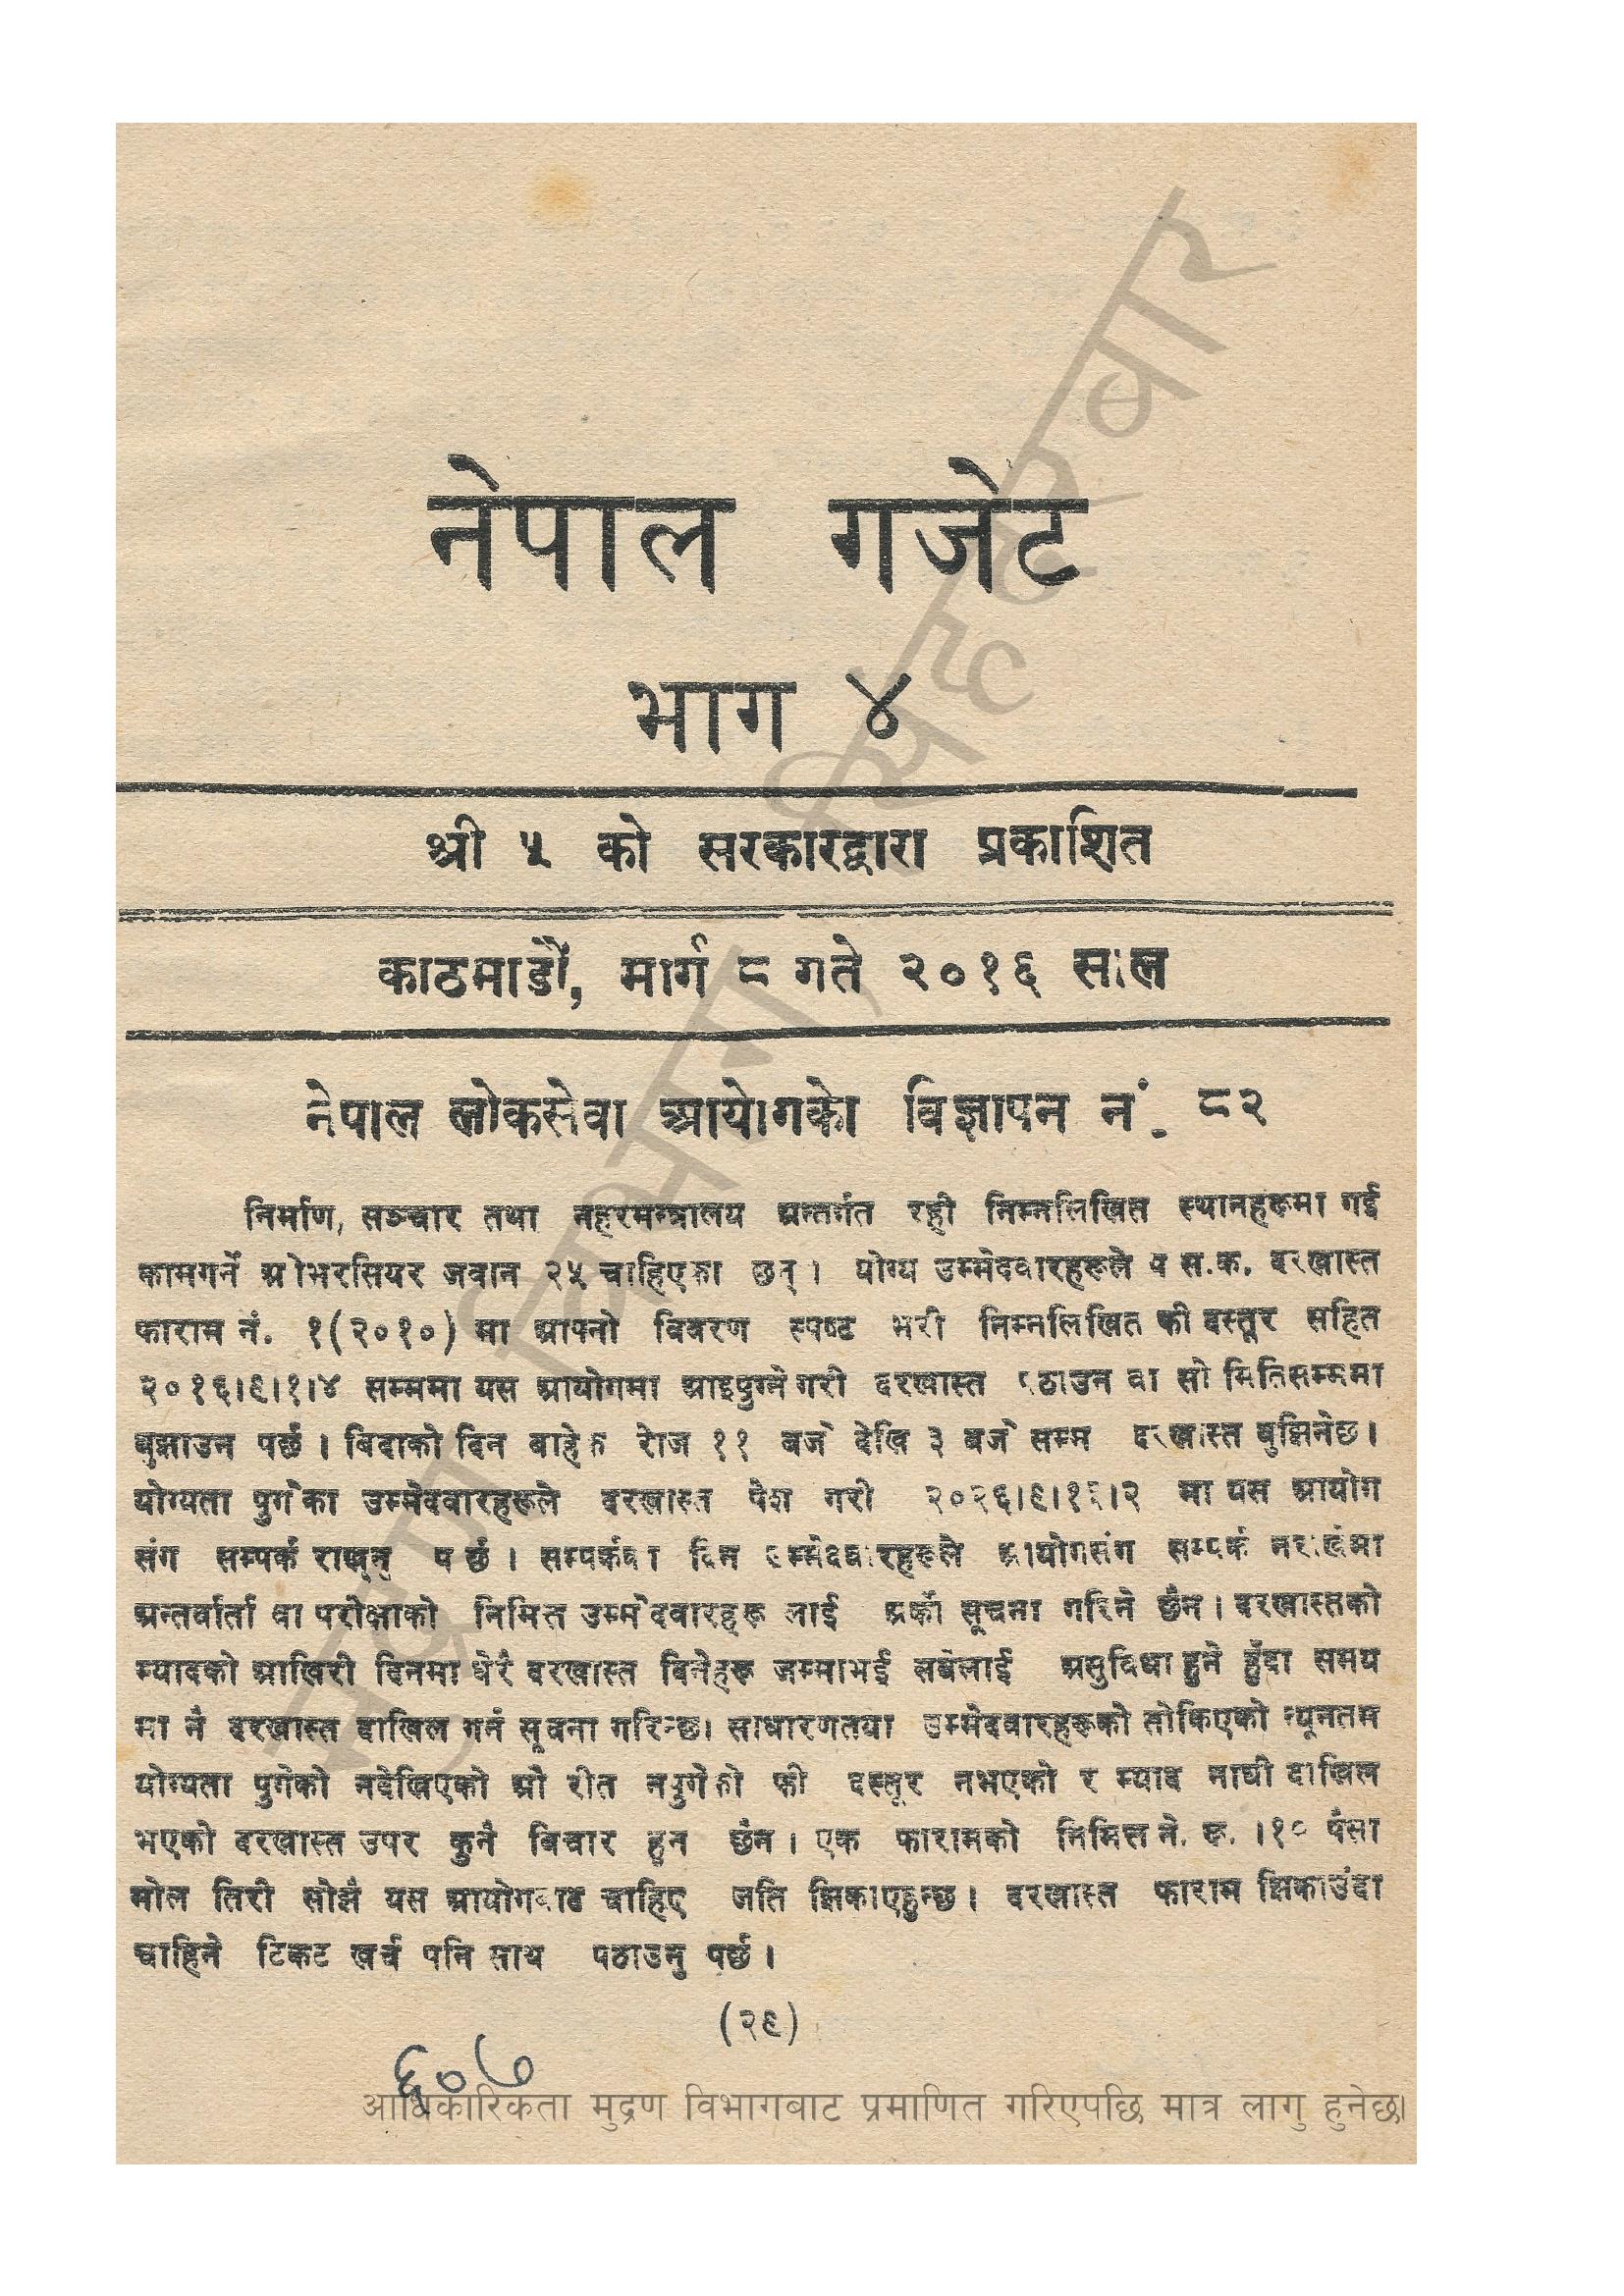 नेपाल गजेट
भाग ४
श्री ५ को सरकारद्वारा प्रकाशित
काठमाडौं, मार्ग ८ गते २०१६ साल
नेपाल लोकसेवा आयोगको विज्ञापन नं. ८२
निर्माण, सञ्चार तथा नहरमन्त्रालय अन्तर्गत रही निम्नलिखित स्थानहरूमा गई
कामगर्ने ओभरसियर जवान २५ चाहिएका छन् । योग्य उम्मेदवारहरूले प स.क. दरखास्त
फाराम नं. १(२०१०) मा आफ्नो विवरण स्पष्ट भरी निम्नलिखित फी दस्तूर सहित
२०१६।९।१।४ सम्ममा यस आयोगमा आइपुग्ने गरी दरखास्त पठाउन वा सो मितिसम्ममा
बुझाउन पर्छ । बिदाको दिन बाहेक रोज ११ बजे देखि ३ बजे सम्म दरखास्त बुझिनेछ ।
योग्यता पुगेका उम्मेदवारहरूले दरखास्त पेश गरी मा यस आयोग
संग सम्पर्क राख्नु पर्छ । सम्पर्कका दिन उम्मेदवारहरूले आयोगसंग सम्पर्क नराखेमा
अन्तर्वार्ता वा परीक्षाको निमित्त उम्मेदवारहरू लाई अर्को सूचना गरिने छैन । दरखास्तको
म्यादको आखिरी दिनमा धेरै दरखास्त दिनेहरू जम्माभई सबैलाई असुविधा हुने हुँदा समय
मा नै दरखास्त दाखिल गर्न सूचना गरिन्छ। साधारणतया उम्मेदवारहरूको तोकिएको न्यूनतम
योग्यता पुगेको नदेखिएको औ रीत नपुगेको फी दस्तूर नभएको र म्याद नाघी दाखिल
भएको दरखास्त उपर कुनै बिचार हुन छैन । एक फारामको निमित्त ने. रू. ।१० पैसा
मोल तिरी सोझै यस आयोगबाट चाहिए जति झिकाएहुन्छ । दरखास्त फाराम झिकाउंदा
चाहिने टिकट खर्च पनि साथ पठाउनु पर्छ ।
(२९)
६०७
आधिकारिकता मुद्रण विभागबाट प्रमाणित गरिएपछि मात्र लागु हुनेछ।
मुद्रण विभाग, सिंहदरवार